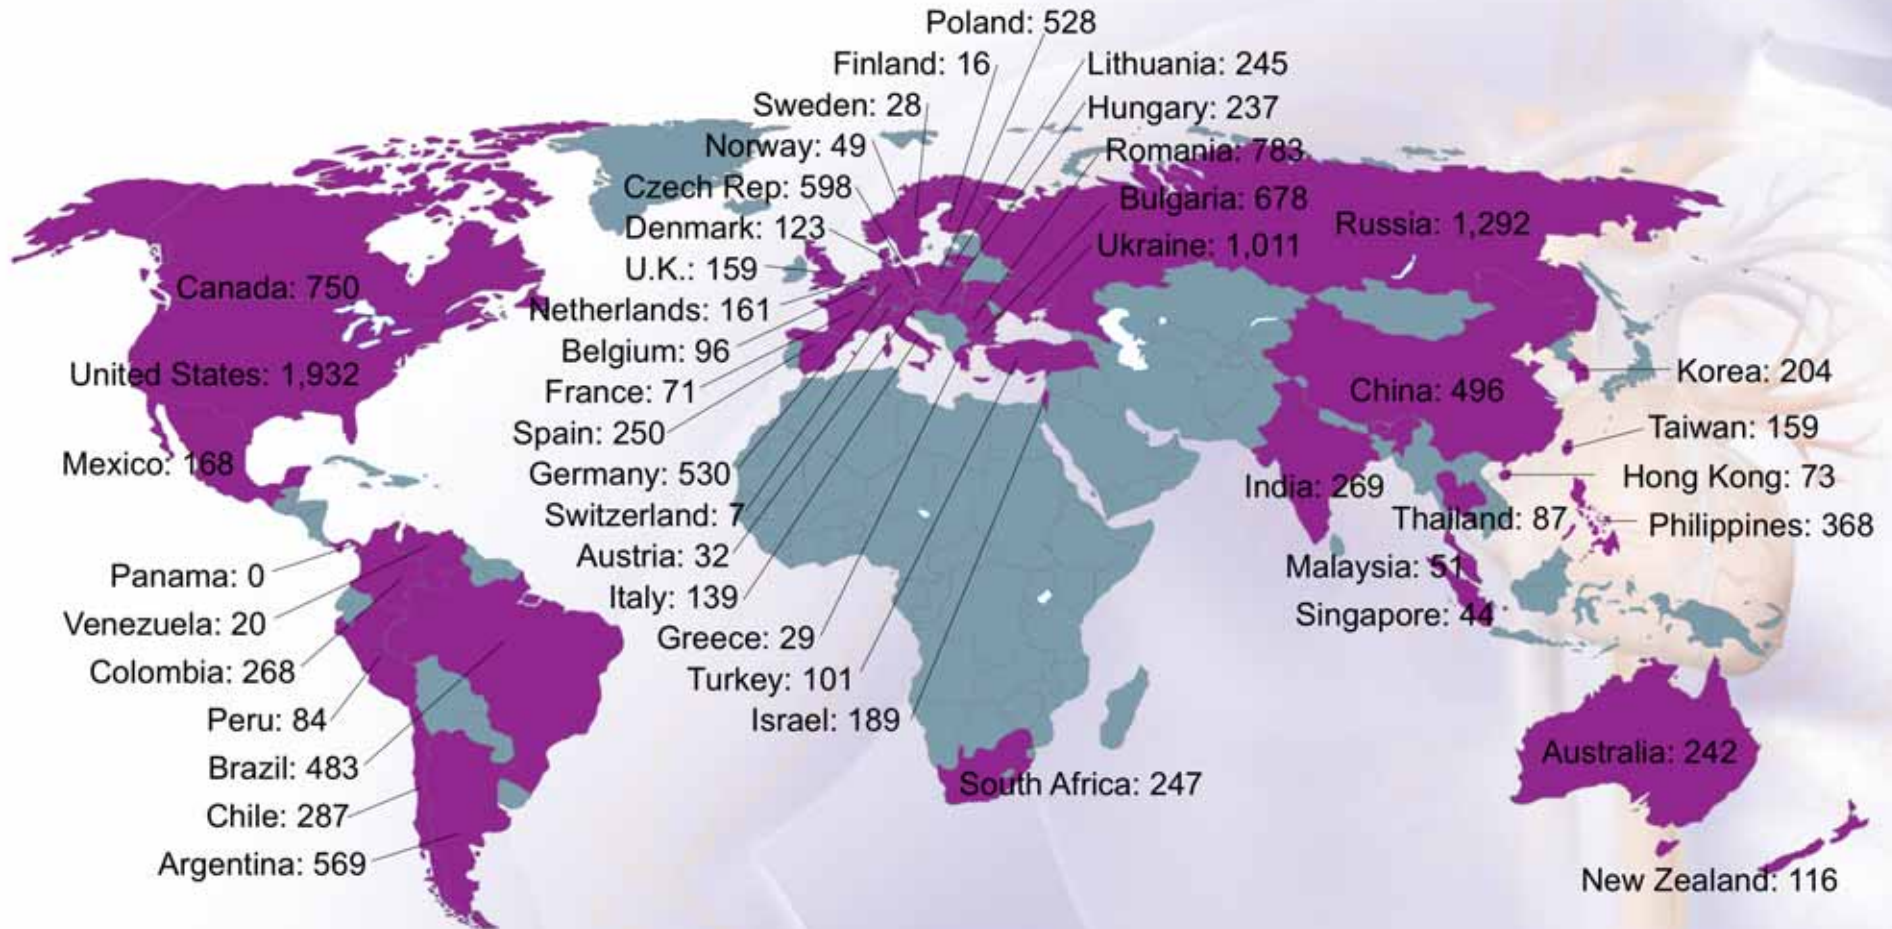 Poland: 528
Finland: 16
Lithuania: 245
Sweden: 28
Hungary: 237
Norway: 49
Romania: 783
Czech Rep: 598
Bulgaria: 678
Denmark: 123
Russia: 1,292
Ukraine: 1,011
U.K.: 159
Canada: 750
Netherlands: 161
Belgium: 96
United States: 1,932
Korea: 204
France: 71
China: 496
Taiwan: 159
Spain: 250
Mexico: 168
Germany: 530
Hong Kong: 73
India: 269
Switzerland: 7
Thailand: 87
Philippines: 368
Austria: 32
Malaysia: 51
Panama: 0
Italy: 139
Singapore: 44
Venezuela: 20
Greece: 29
Colombia: 268
Turkey: 101
Peru: 84
Israel: 189
Australia: 242
Brazil: 483
South Africa: 247
Chile: 287
Argentina: 569
New Zealand: 116